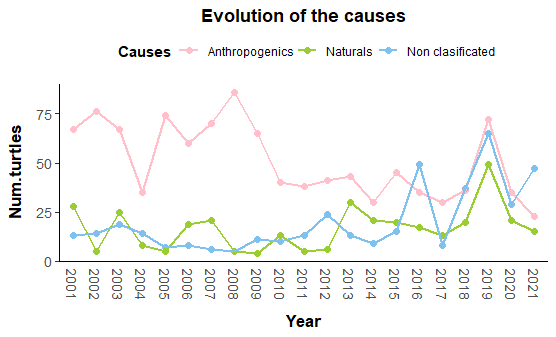 Evolution of the causes
Causes Anthropogenics Naturals Non clasificated
Num.turtles
75
50
25
0
2001 2002 2003 2004 2005 2006 2007 2008 2009 2010 2011 2012 2013 2014 2015 2016 2017 2018 2019 2020 2021
Year